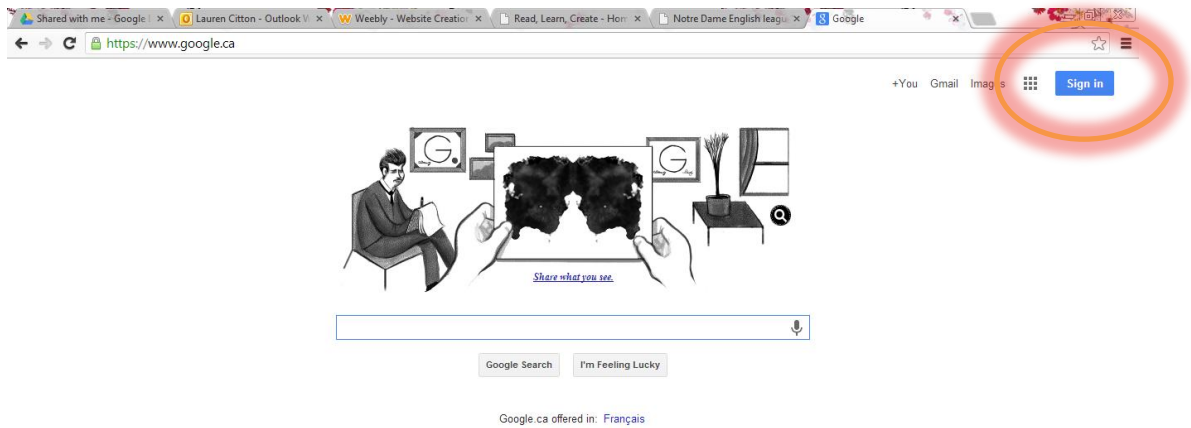 Shared with me - Google
Lauren Citton - Outlook W
Weebly - Website Creation
Read, Learn, Create - Hom
Notre Dame English leagu
Google
https://www.google.ca
+You Gmail Images Sign in
G.
G
Share what you see.
Google Search I'm Feeling Lucky
Google.ca offered in: Français